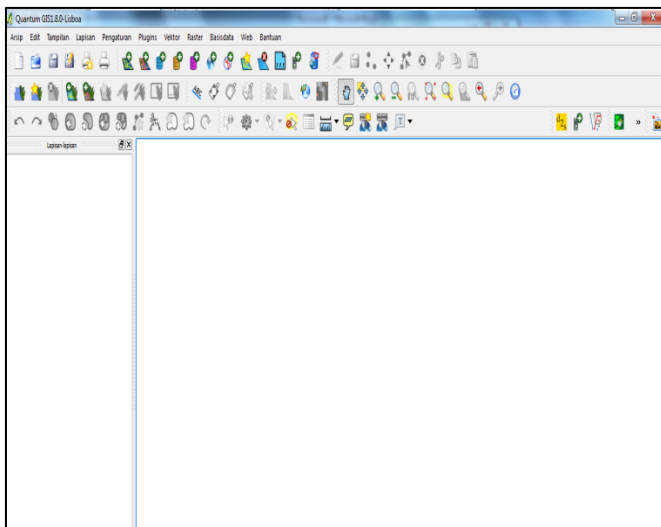 Quantum GIS1.8.0-Lisboa
Arsip Edit Tampilan Lapisan Pengaturan Plugins Vektor Raster Basisdata Web Bantuan
Lapisan-lapisan